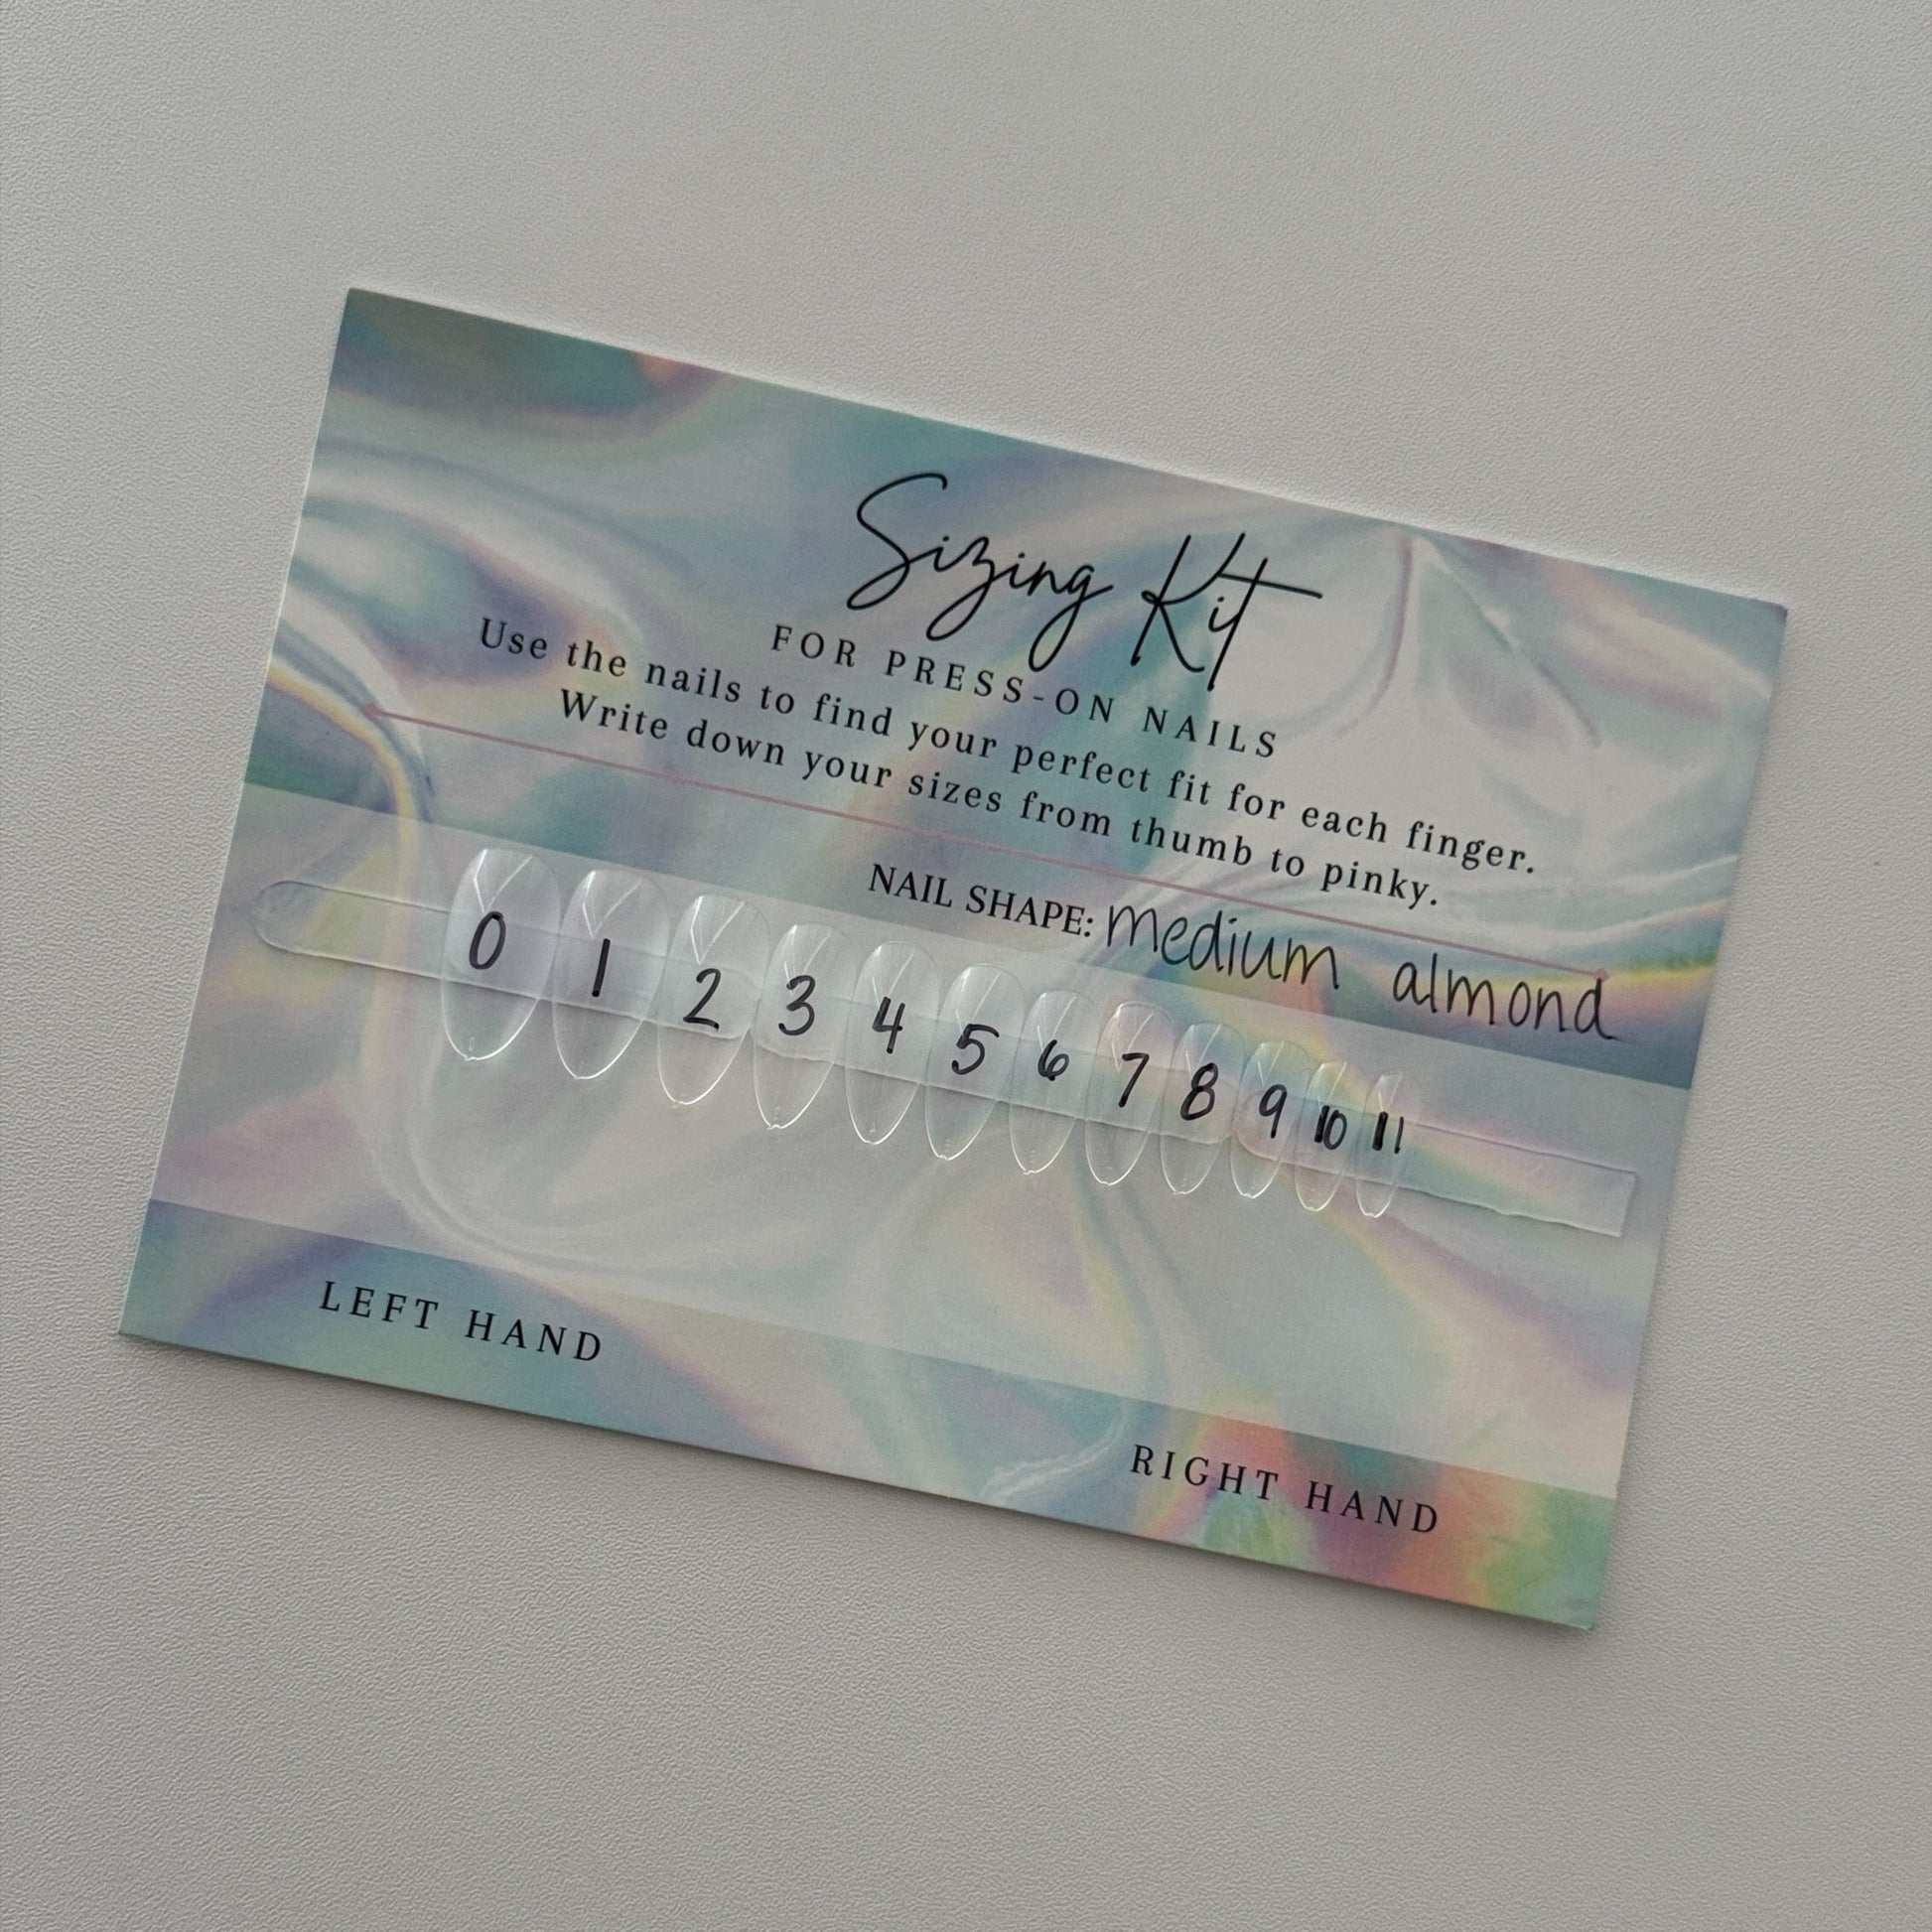 Sizing Kit
FOR PRESS-ON NAILS
Use the nails to find your perfect fit for each finger.
Write down your sizes from thumb to pinky.
NAIL SHAPE: medium almond
0 1 2 3 4 5 6 7 8 9 10 11
LEFT HAND RIGHT HAND